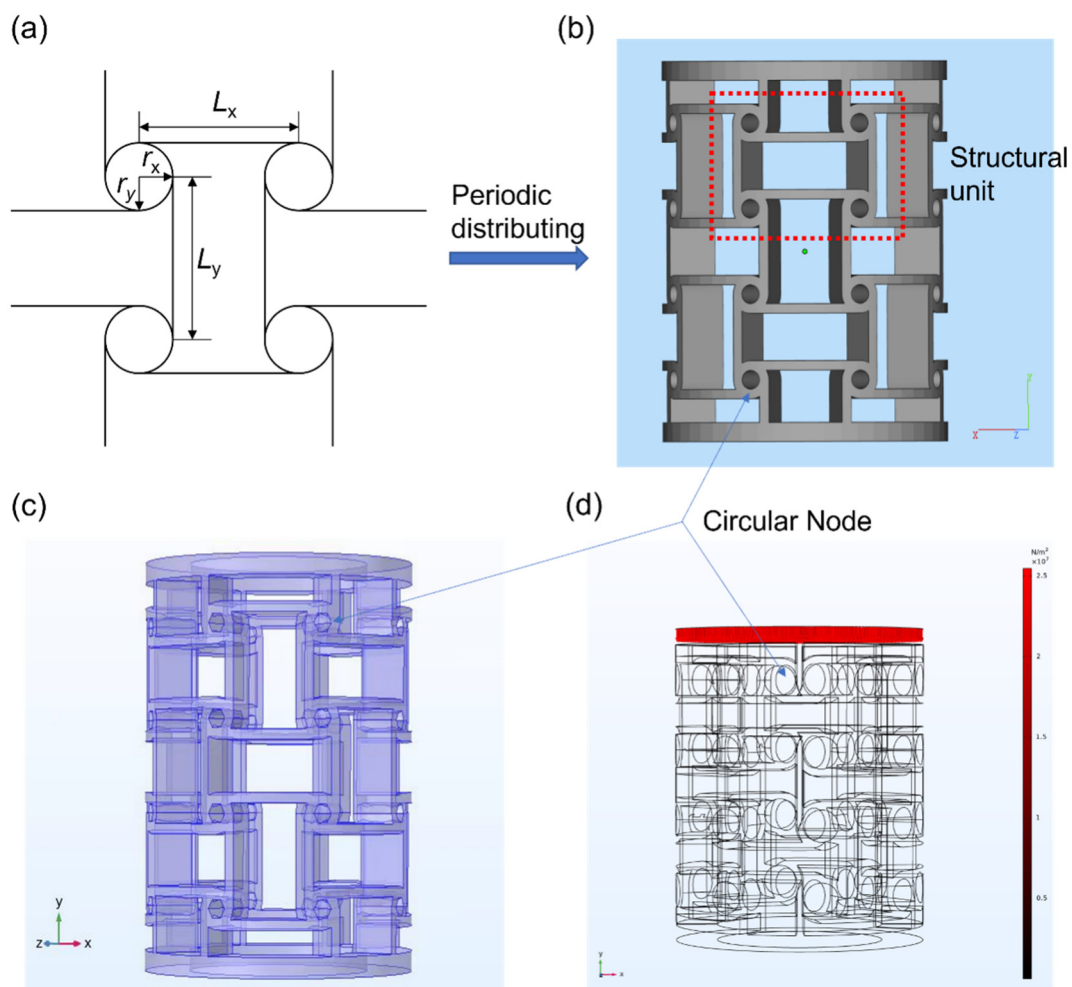 (a)
(b)
Lx
rx
ry
Ly
Periodic
distributing
Structural
unit
y
x
z
(c)
(d)
Circular Node
N/m²
×10⁷
2.5
2
1.5
1
0.5
y
z
x
y
x